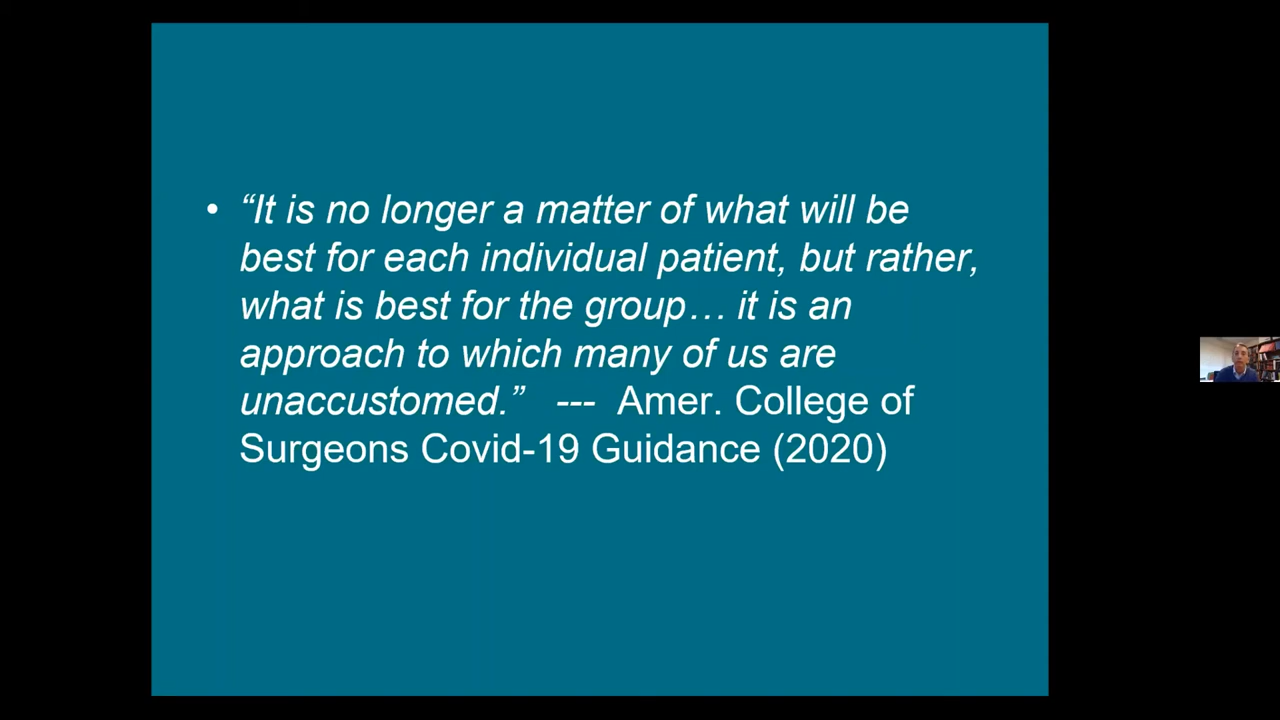 • “It is no longer a matter of what will be
best for each individual patient, but rather,
what is best for the group… it is an
approach to which many of us are
unaccustomed.” --- Amer. College of
Surgeons Covid-19 Guidance (2020)